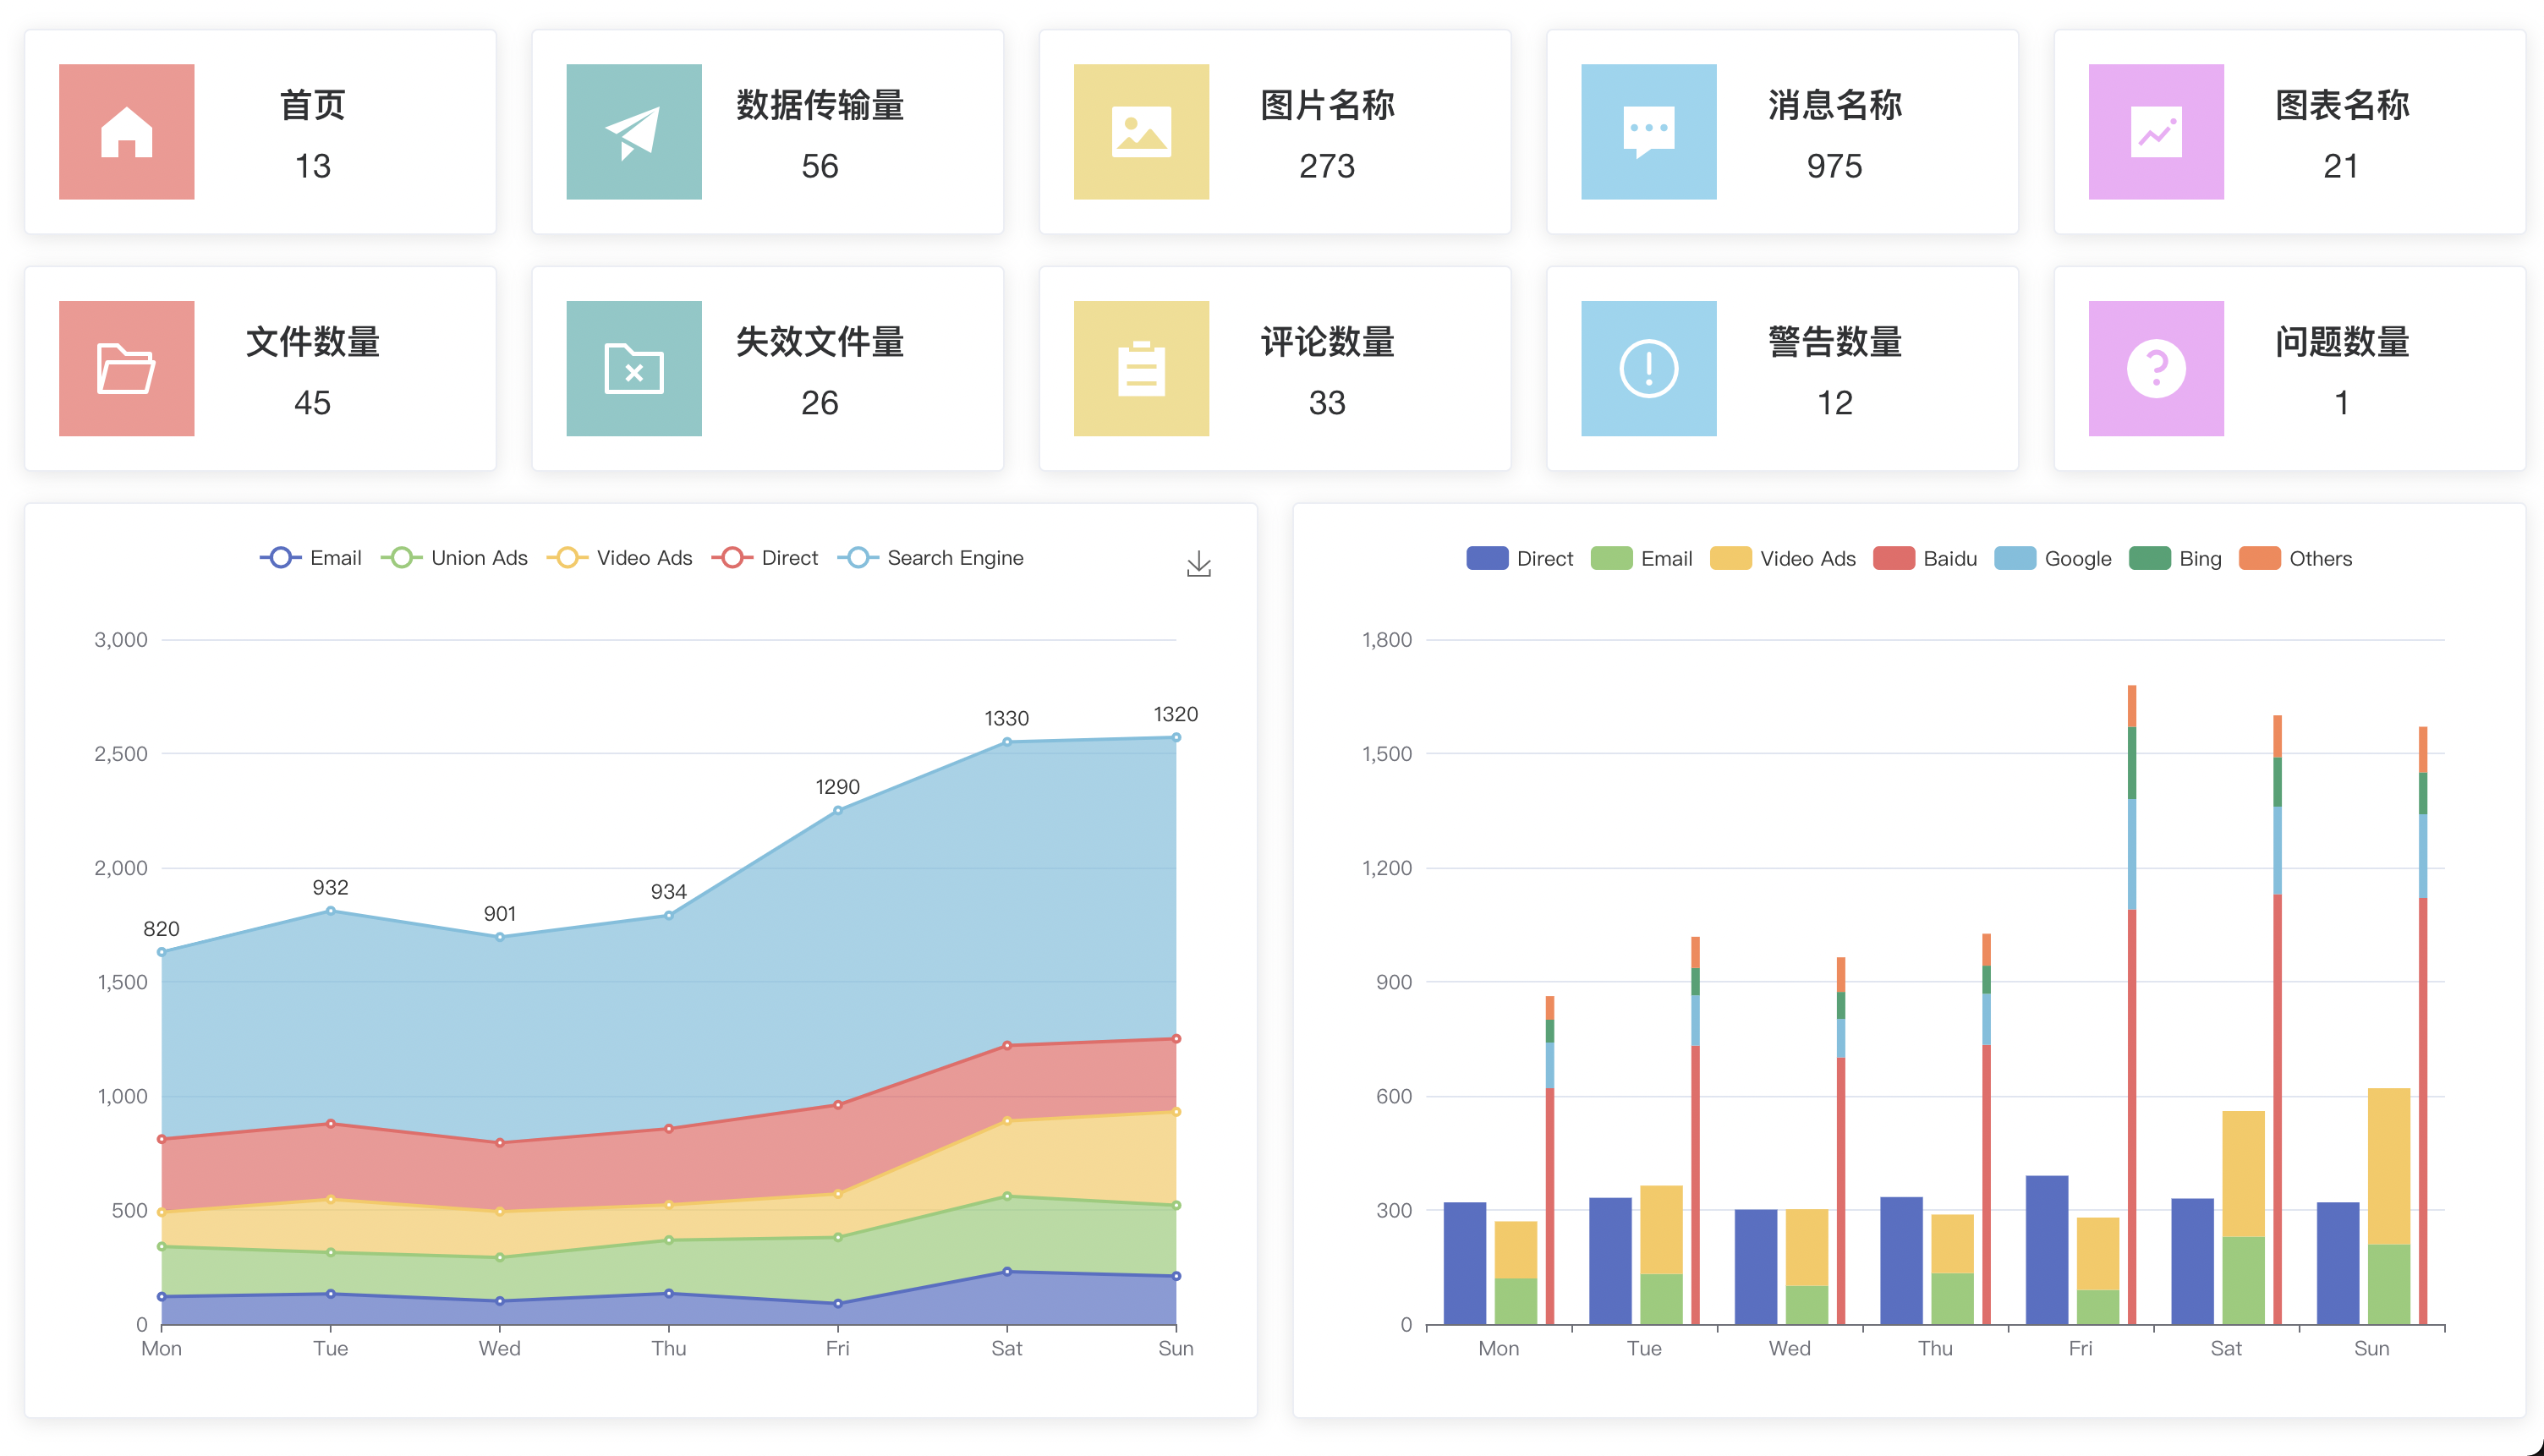 首页
13
数据传输量
56
图片名称
273
消息名称
975
图表名称
21
文件数量
45
失效文件量
26
评论数量
33
警告数量
12
问题数量
1
Email Union Ads Video Ads Direct Search Engine
3,000
2,500
2,000
1,500
1,000
500
0
820
932
901
934
1290
1330
1320
Mon Tue Wed Thu Fri Sat Sun
Direct Email Video Ads Baidu Google Bing Others
1,800
1,500
1,200
900
600
300
0
Mon Tue Wed Thu Fri Sat Sun